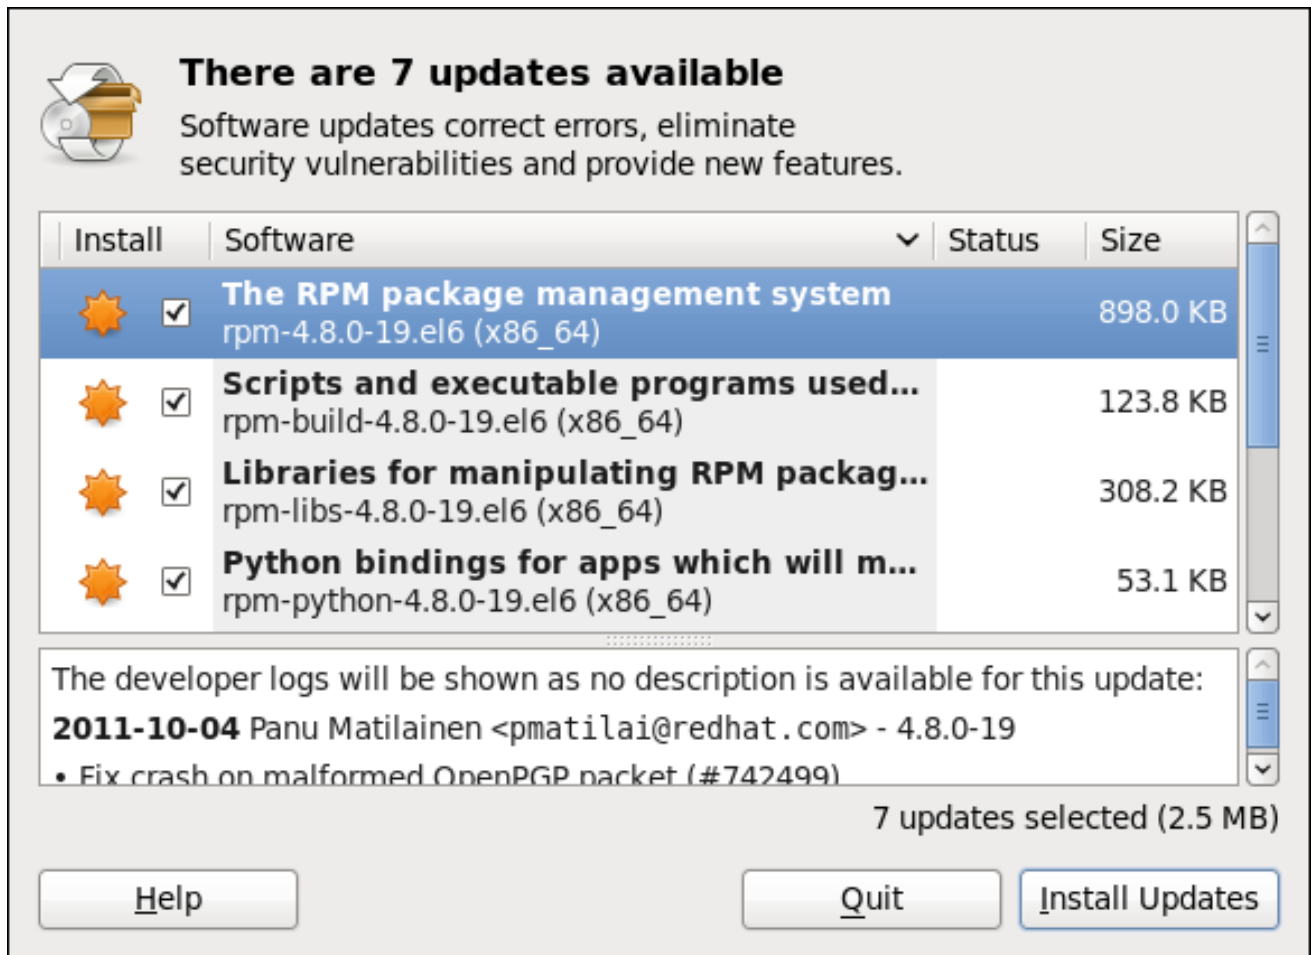 There are 7 updates available
Software updates correct errors, eliminate
security vulnerabilities and provide new features.
Install Software Status Size
The RPM package management system
rpm-4.8.0-19.el6 (x86_64)
898.0 KB
Scripts and executable programs used...
rpm-build-4.8.0-19.el6 (x86_64)
123.8 KB
Libraries for manipulating RPM packag...
rpm-libs-4.8.0-19.el6 (x86_64)
308.2 KB
Python bindings for apps which will m...
rpm-python-4.8.0-19.el6 (x86_64)
53.1 KB
The developer logs will be shown as no description is available for this update:
2011-10-04 Panu Matilainen <pmatilai@redhat.com> - 4.8.0-19
• Fix crash on malformed OpenPGP packet (#742499)
7 updates selected (2.5 MB)
Help Quit Install Updates